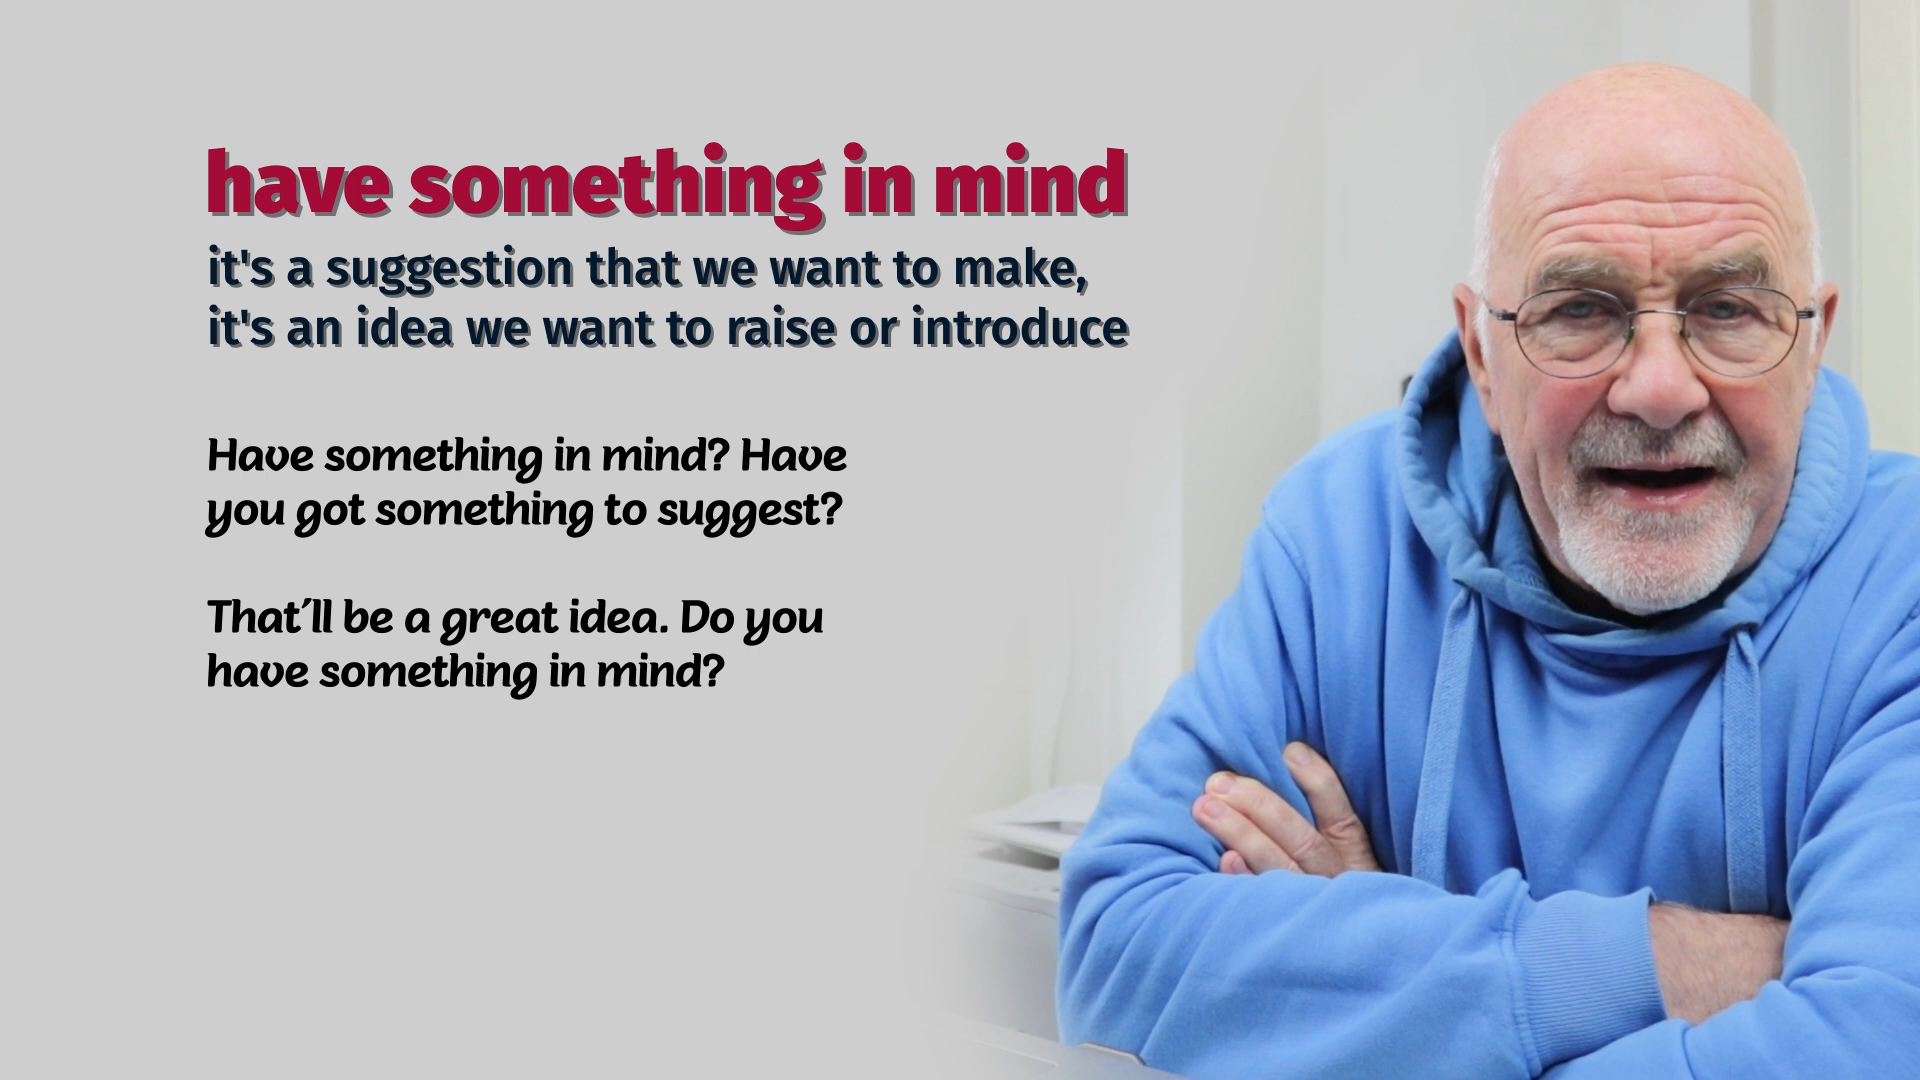 have something in mind
it's a suggestion that we want to make,
it's an idea we want to raise or introduce
Have something in mind? Have
you got something to suggest?
That´ll be a great idea. Do you
have something in mind?